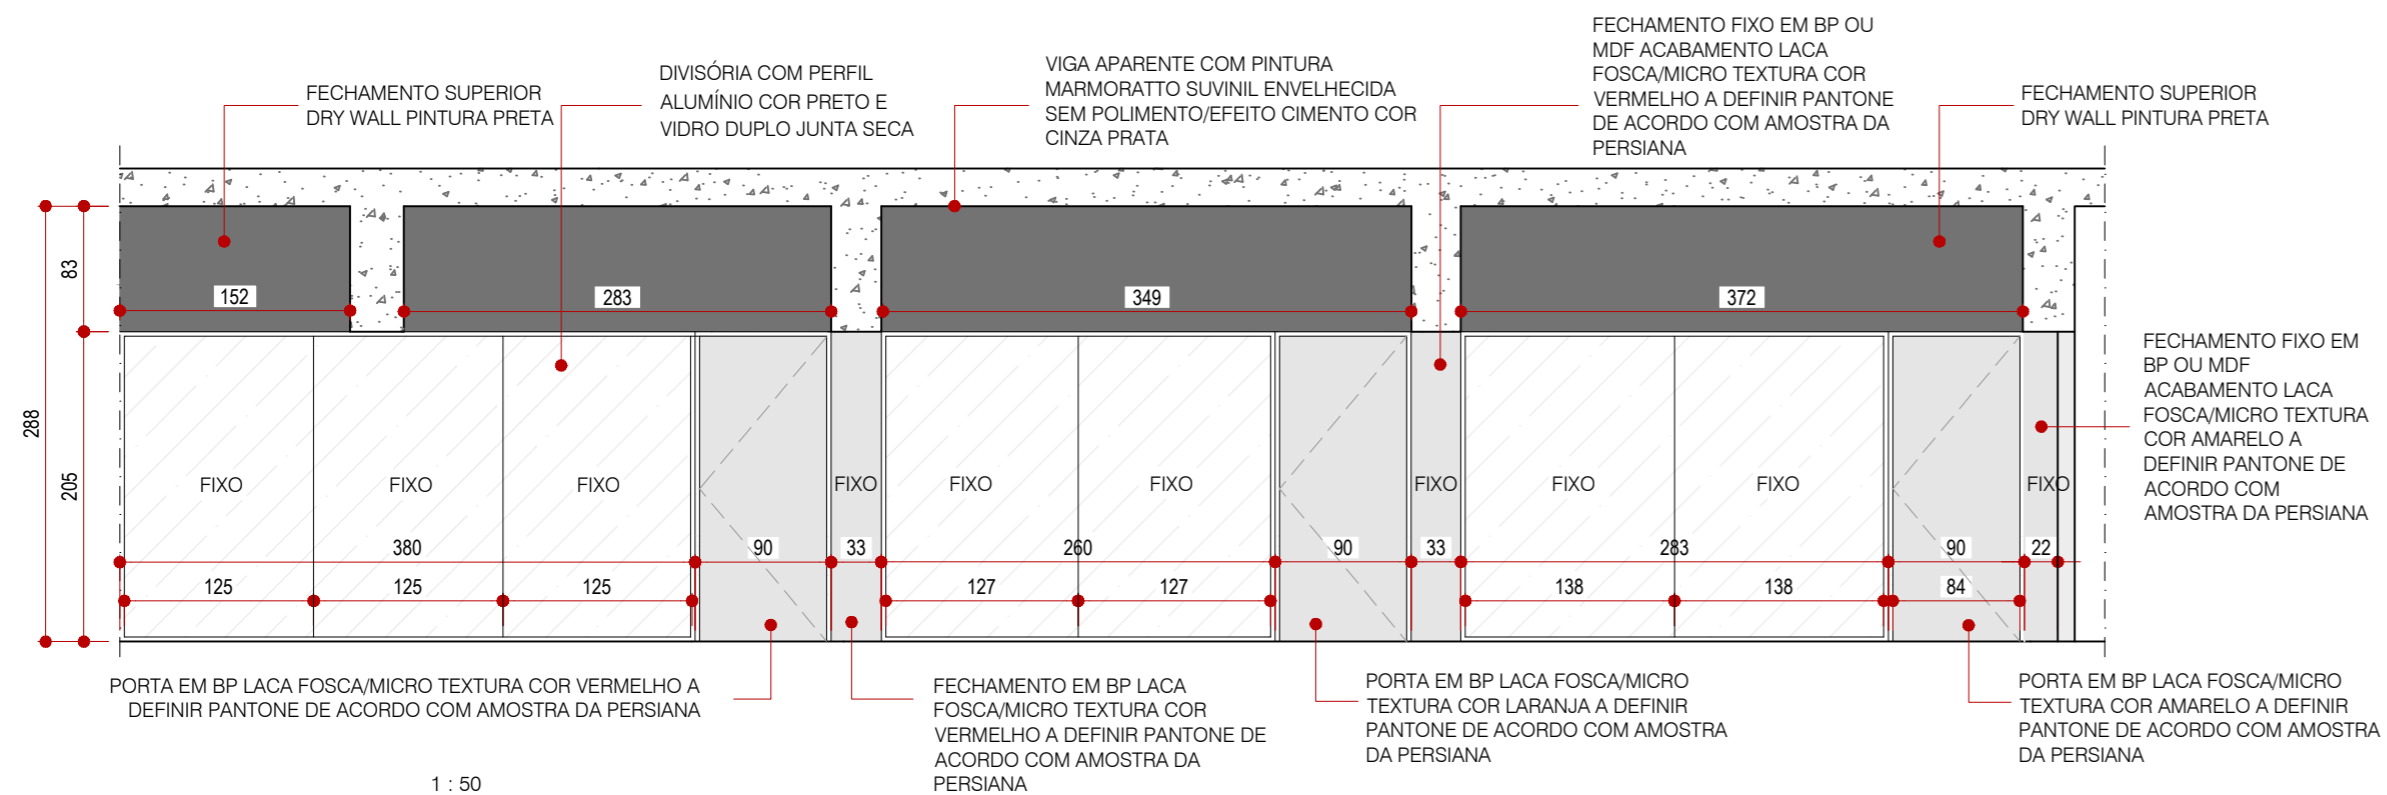 FECHAMENTO SUPERIOR
DRY WALL PINTURA PRETA
DIVISÓRIA COM PERFIL
ALUMÍNIO COR PRETO E
VIDRO DUPLO JUNTA SECA
VIGA APARENTE COM PINTURA
MARMORATTO SUVINIL ENVELHECIDA
SEM POLIMENTO/EFEITO CIMENTO COR
CINZA PRATA
FECHAMENTO FIXO EM BP OU
MDF ACABAMENTO LACA
FOSCA/MICRO TEXTURA COR
VERMELHO A DEFINIR PANTONE
DE ACORDO COM AMOSTRA DA
PERSIANA
FECHAMENTO SUPERIOR
DRY WALL PINTURA PRETA
288
83
205
152
283
349
372
FECHAMENTO FIXO EM
BP OU MDF
ACABAMENTO LACA
FOSCA/MICRO TEXTURA
COR AMARELO A
DEFINIR PANTONE DE
ACORDO COM
AMOSTRA DA PERSIANA
FIXO
FIXO
FIXO
FIXO
FIXO
FIXO
FIXO
FIXO
FIXO
FIXO
380
90
33
260
90
33
283
90
22
125
125
125
127
127
138
138
84
PORTA EM BP LACA FOSCA/MICRO TEXTURA COR VERMELHO A
DEFINIR PANTONE DE ACORDO COM AMOSTRA DA PERSIANA
FECHAMENTO EM BP LACA
FOSCA/MICRO TEXTURA COR
VERMELHO A DEFINIR PANTONE DE
ACORDO COM AMOSTRA DA
PERSIANA
PORTA EM BP LACA FOSCA/MICRO
TEXTURA COR LARANJA A DEFINIR
PANTONE DE ACORDO COM AMOSTRA
DA PERSIANA
PORTA EM BP LACA FOSCA/MICRO
TEXTURA COR AMARELO A DEFINIR
PANTONE DE ACORDO COM AMOSTRA
DA PERSIANA
1 : 50